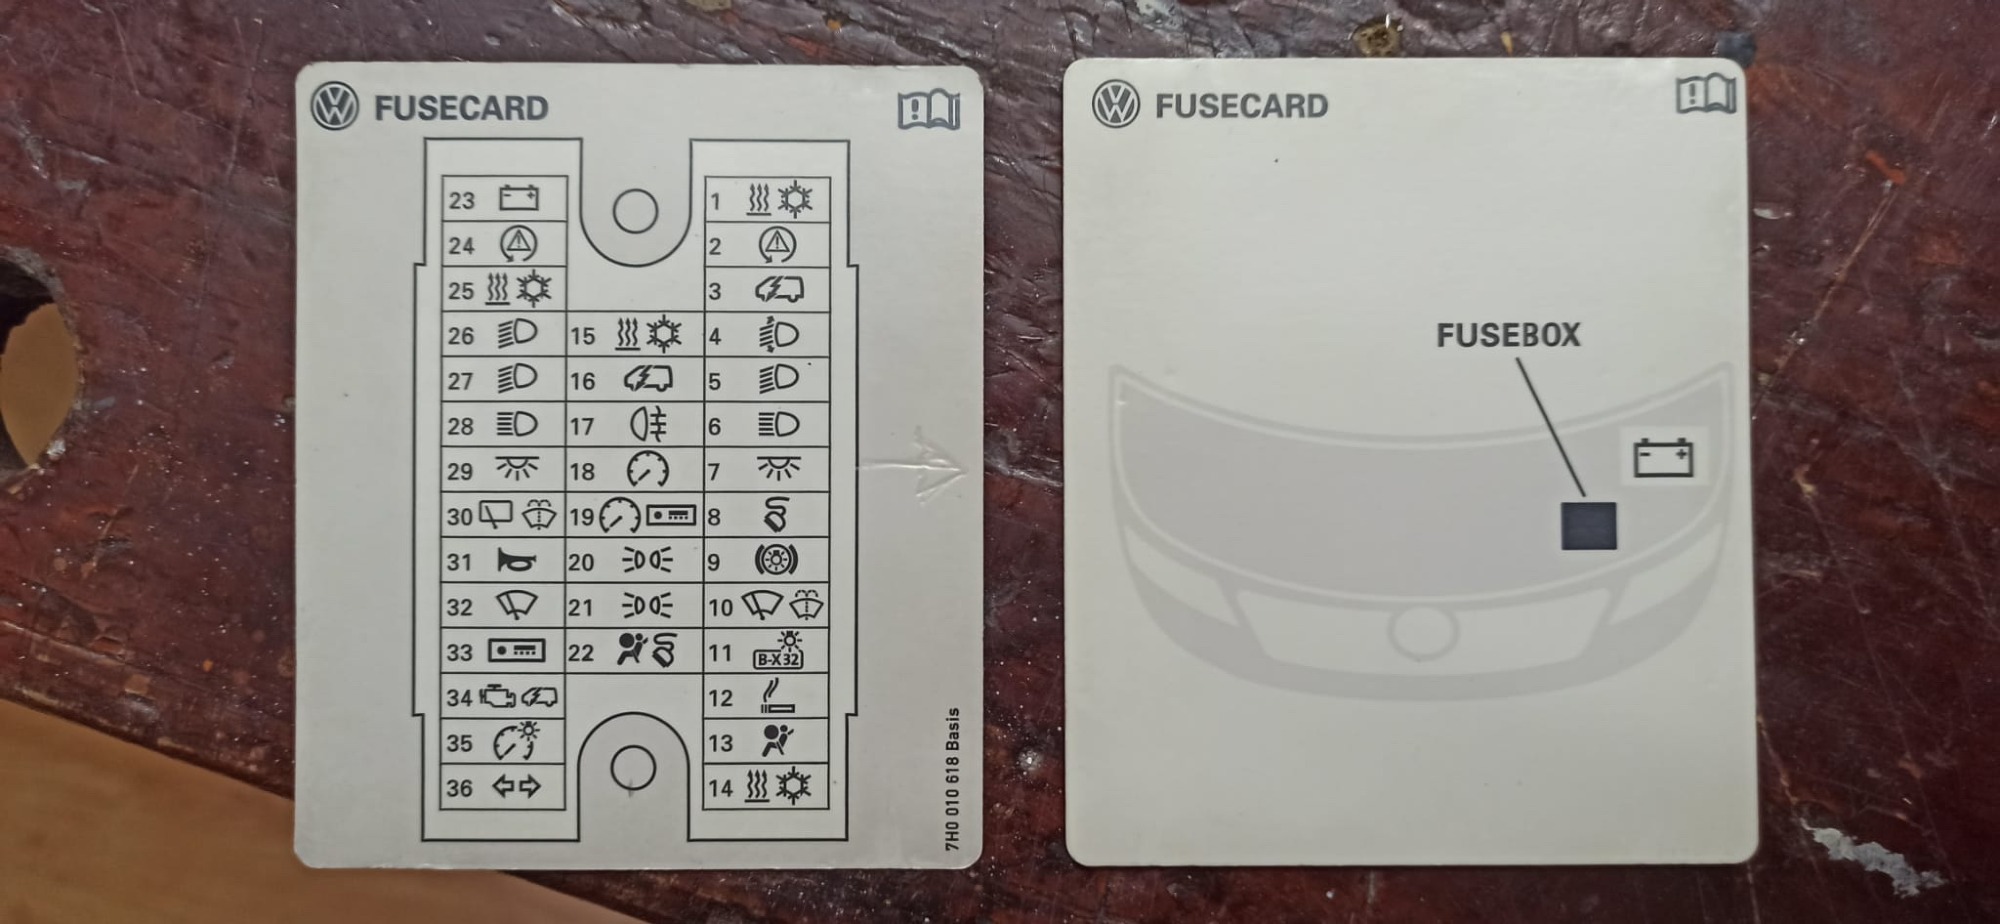 FUSECARD
23 1
24 2
25 3
26 15 4
27 16 5
28 17 6
29 18 7
30 19 8
31 20 9
32 21 10
33 22 11 B-X 32
34 12
35 13
36 14
7H0 010 618 Basis
FUSECARD
FUSEBOX